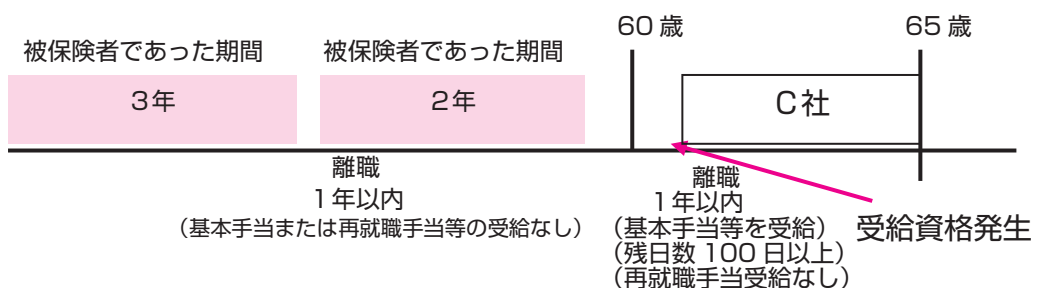 60歳
65歳
被保険者であった期間
被保険者であった期間
3年
2年
C社
離職
1年以内
（基本手当または再就職手当等の受給なし）
離職
1年以内
（基本手当等を受給）
（残日数100日以上）
（再就職手当受給なし）
受給資格発生